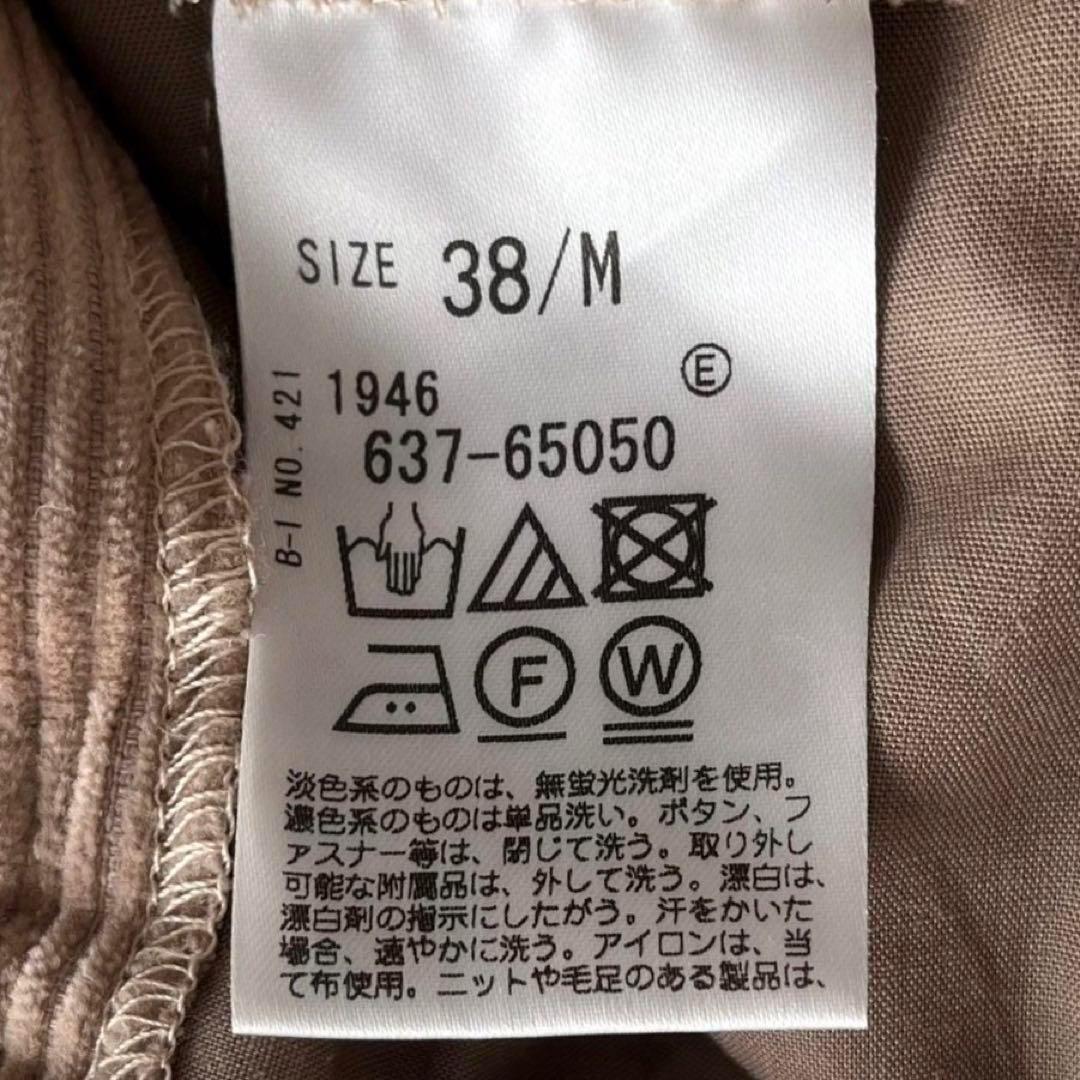 SIZE 38/M
Ⓔ
B-I NO. 421
1946
637-65050
F
W
淡色系のものは、無蛍光洗剤を使用。
濃色系のものは単品洗い。ボタン、フ
ァスナー等は、閉じて洗う。取り外し
可能な附属品は、外して洗う。漂白は、
漂白剤の指示にしたがう。汗をかいた
場合、速やかに洗う。アイロンは、当
て布使用。ニットや毛足のある製品は、